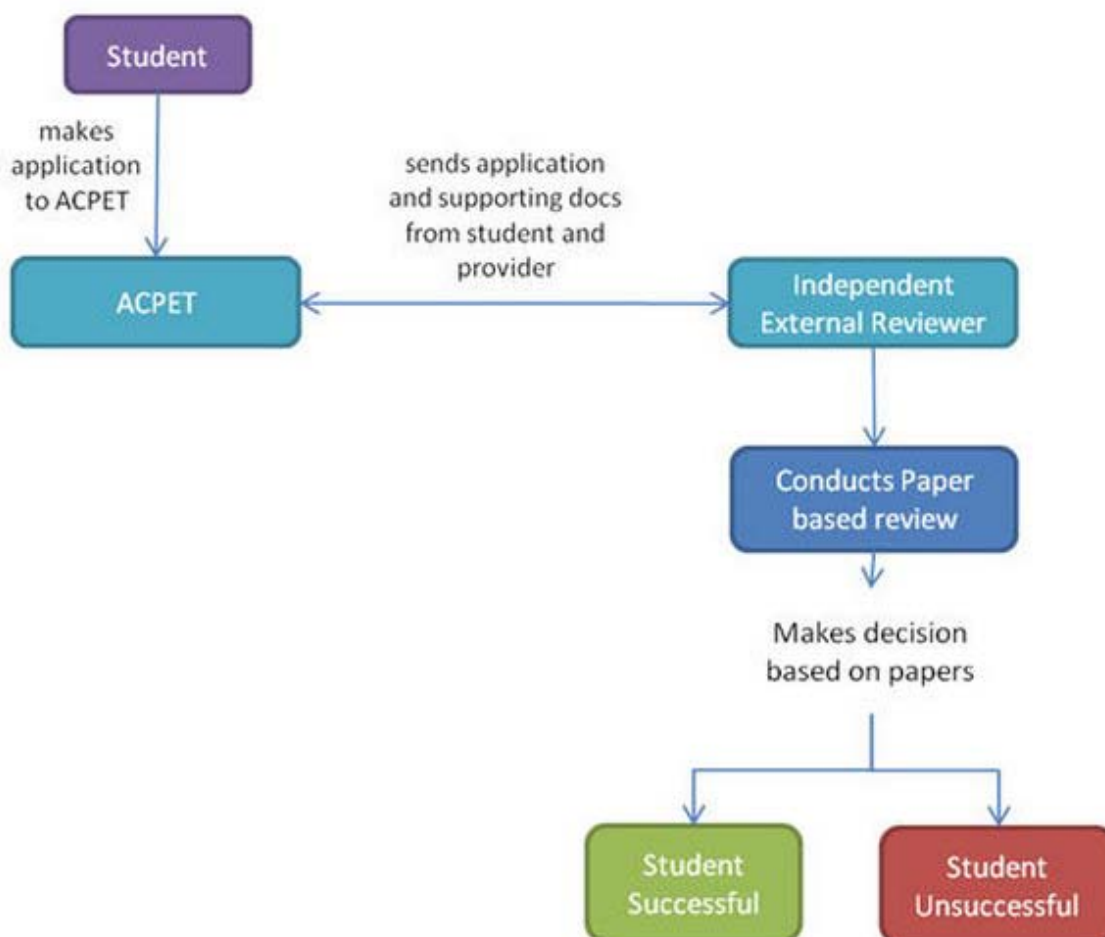 Student
makes
application
to ACPET
sends application
and supporting docs
from student and
provider
ACPET
Independent
External Reviewer
Conducts Paper
based review
Makes decision
based on papers
Student
Successful
Student
Unsuccessful